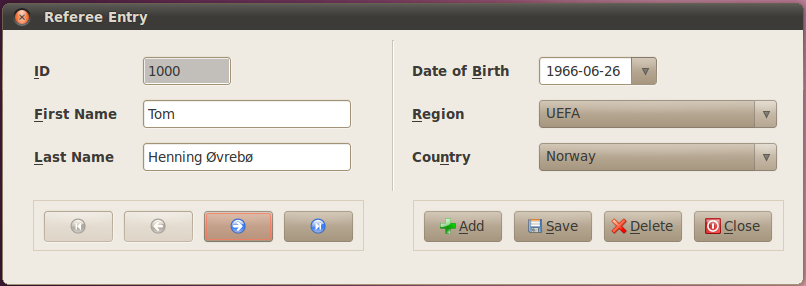 Referee Entry
ID 1000
First Name Tom
Last Name Henning Øvrebø
Date of Birth 1966-06-26
Region UEFA
Country Norway
Add Save Delete Close